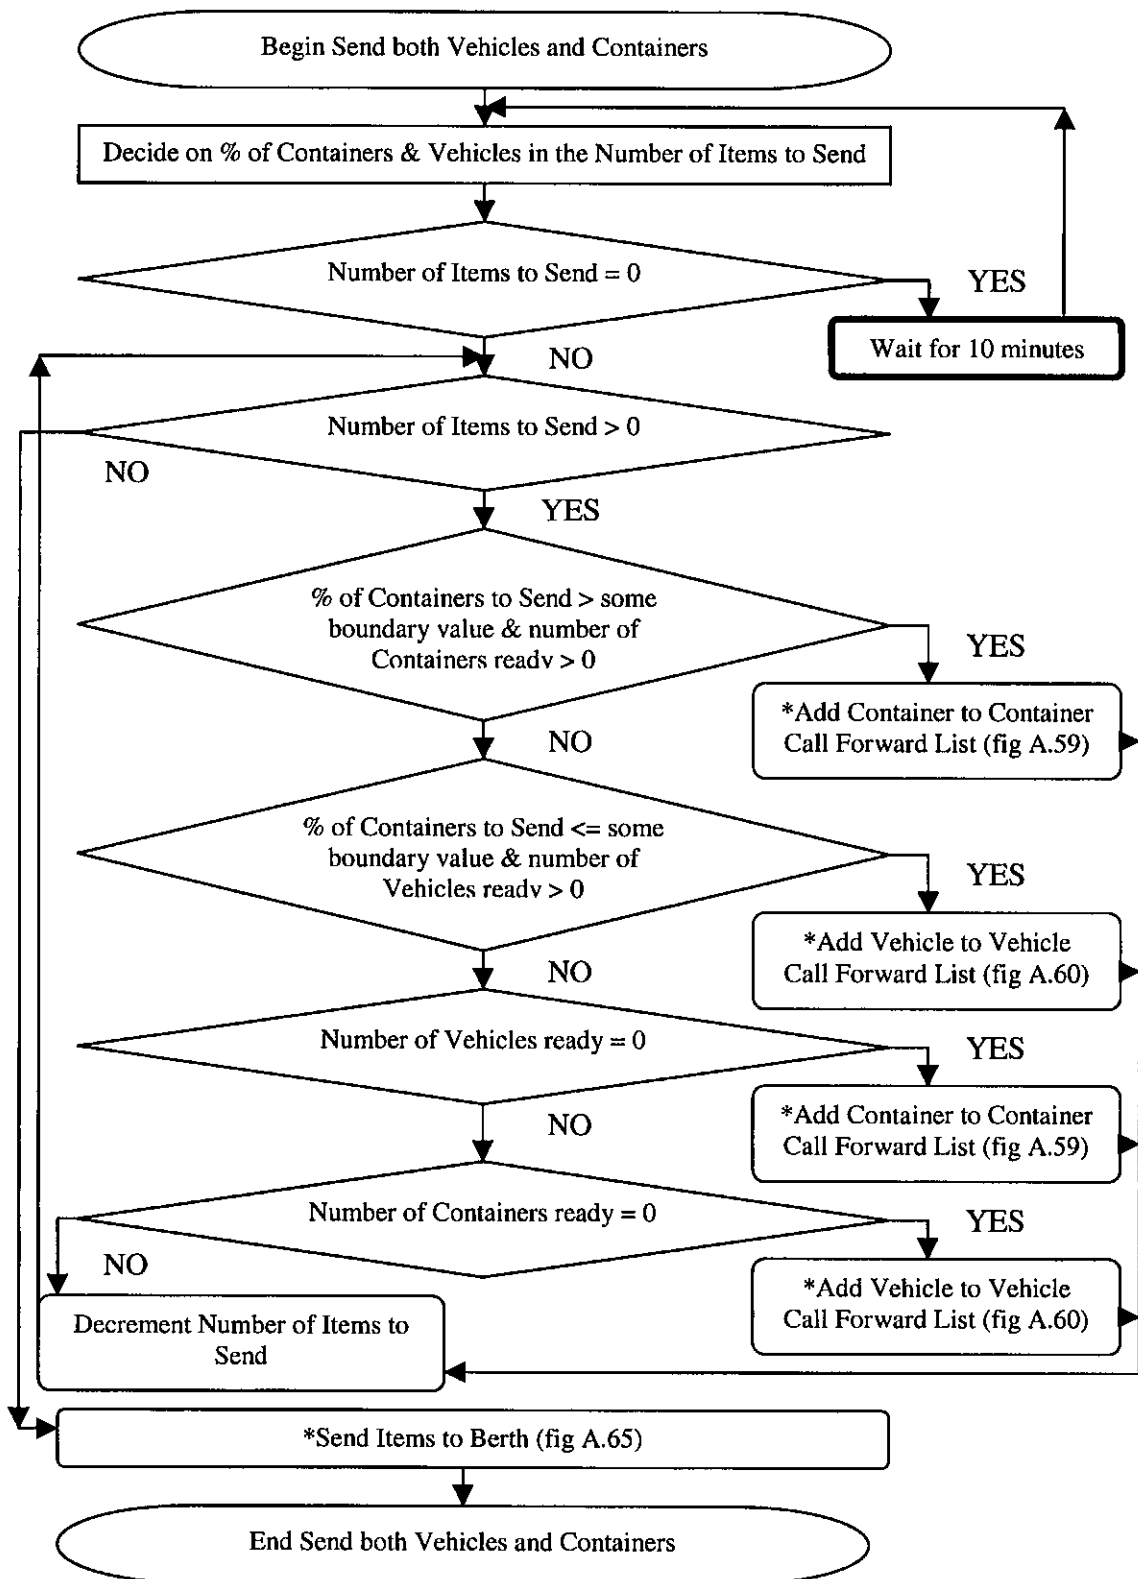 Begin Send both Vehicles and Containers
Decide on % of Containers & Vehicles in the Number of Items to Send
Number of Items to Send = 0
YES
Wait for 10 minutes
NO
Number of Items to Send > 0
NO
YES
% of Containers to Send > some
boundary value & number of
Containers ready > 0
YES
*Add Container to Container
Call Forward List (fig A.59)
NO
% of Containers to Send <= some
boundary value & number of
Vehicles ready > 0
YES
*Add Vehicle to Vehicle
Call Forward List (fig A.60)
NO
Number of Vehicles ready = 0
YES
*Add Container to Container
Call Forward List (fig A.59)
NO
Number of Containers ready = 0
YES
NO
*Add Vehicle to Vehicle
Call Forward List (fig A.60)
Decrement Number of Items to
Send
*Send Items to Berth (fig A.65)
End Send both Vehicles and Containers